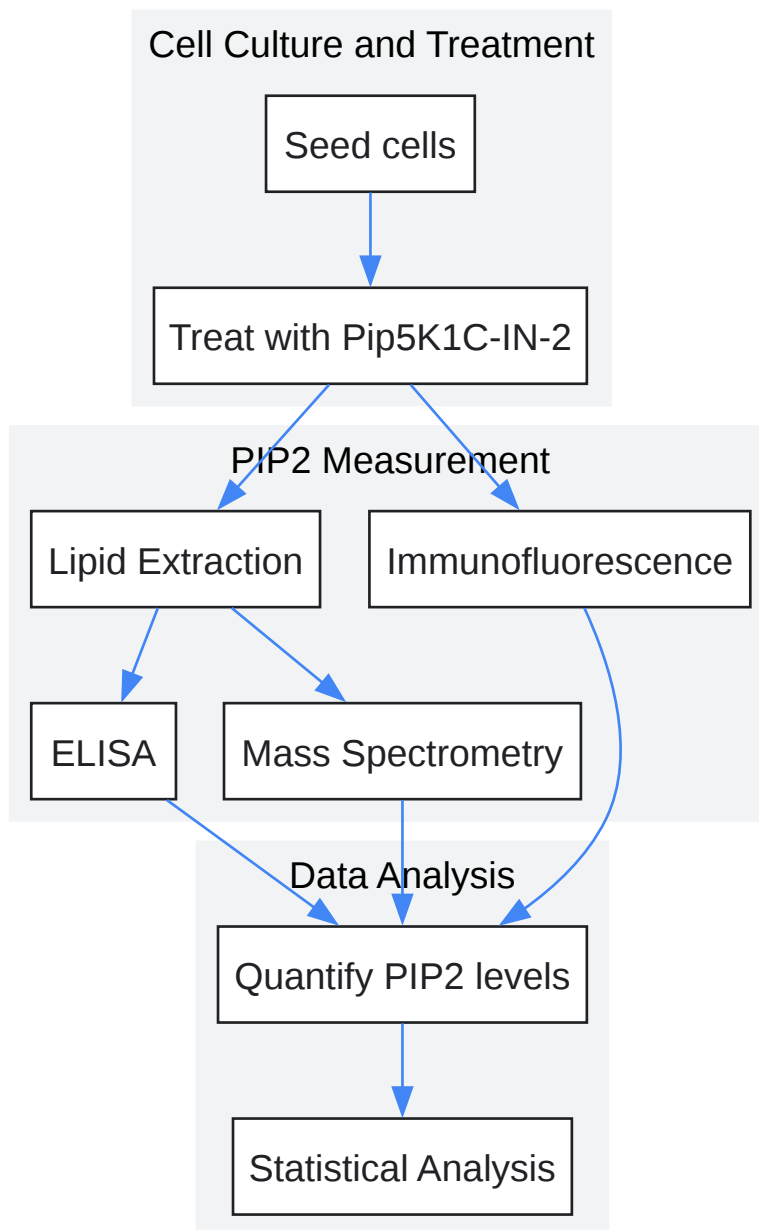 Cell Culture and Treatment
Seed cells
Treat with Pip5K1C-IN-2
PIP2 Measurement
Lipid Extraction
Immunofluorescence
ELISA
Mass Spectrometry
Data Analysis
Quantify PIP2 levels
Statistical Analysis